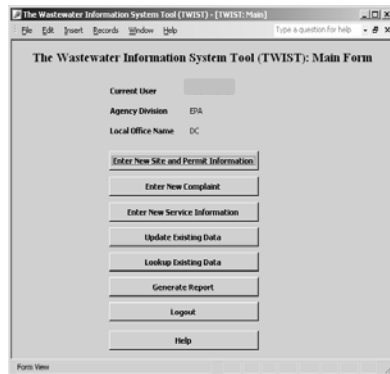 The Wastewater Information System Tool (TWIST) - [TWIST: Main]
File Edit Insert Records Window Help Type a question for help
The Wastewater Information System Tool (TWIST): Main Form
Current User
Agency Division EPA
Local Office Name DC
Enter New Site and Permit Information
Enter New Complaint
Enter New Service Information
Update Existing Data
Lookup Existing Data
Generate Report
Logout
Help
Form View